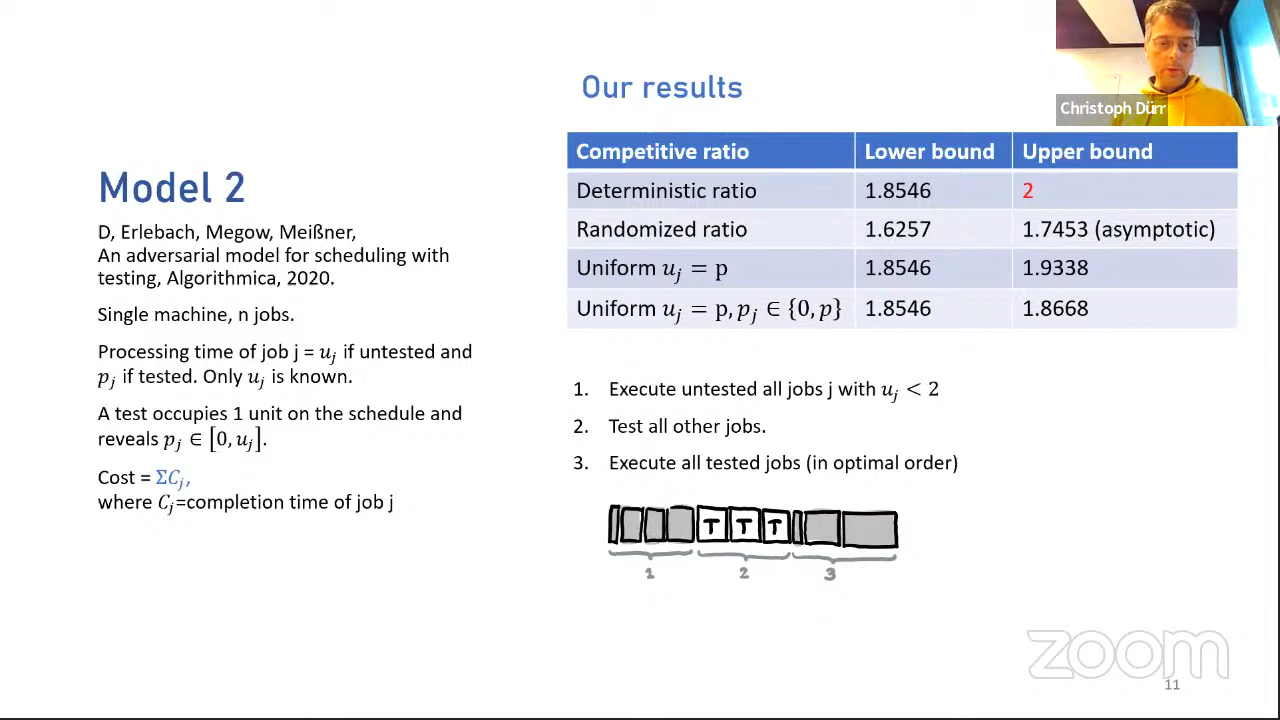 Our results
Christoph Dürr
Model 2
D, Erlebach, Megow, Meißner,
An adversarial model for scheduling with
testing, Algorithmica, 2020.
Single machine, n jobs.
Processing time of job j = u_j if untested and
p_j if tested. Only u_j is known.
A test occupies 1 unit on the schedule and
reveals p_j ∈ [0, u_j].
Cost = ΣC_j,
where C_j=completion time of job j
Competitive ratio Lower bound Upper bound
Deterministic ratio 1.8546 2
Randomized ratio 1.6257 1.7453 (asymptotic)
Uniform u_j = p 1.8546 1.9338
Uniform u_j = p, p_j ∈ {0, p} 1.8546 1.8668
1. Execute untested all jobs j with u_j < 2
2. Test all other jobs.
3. Execute all tested jobs (in optimal order)
T T T
1 2 3
zoom
11